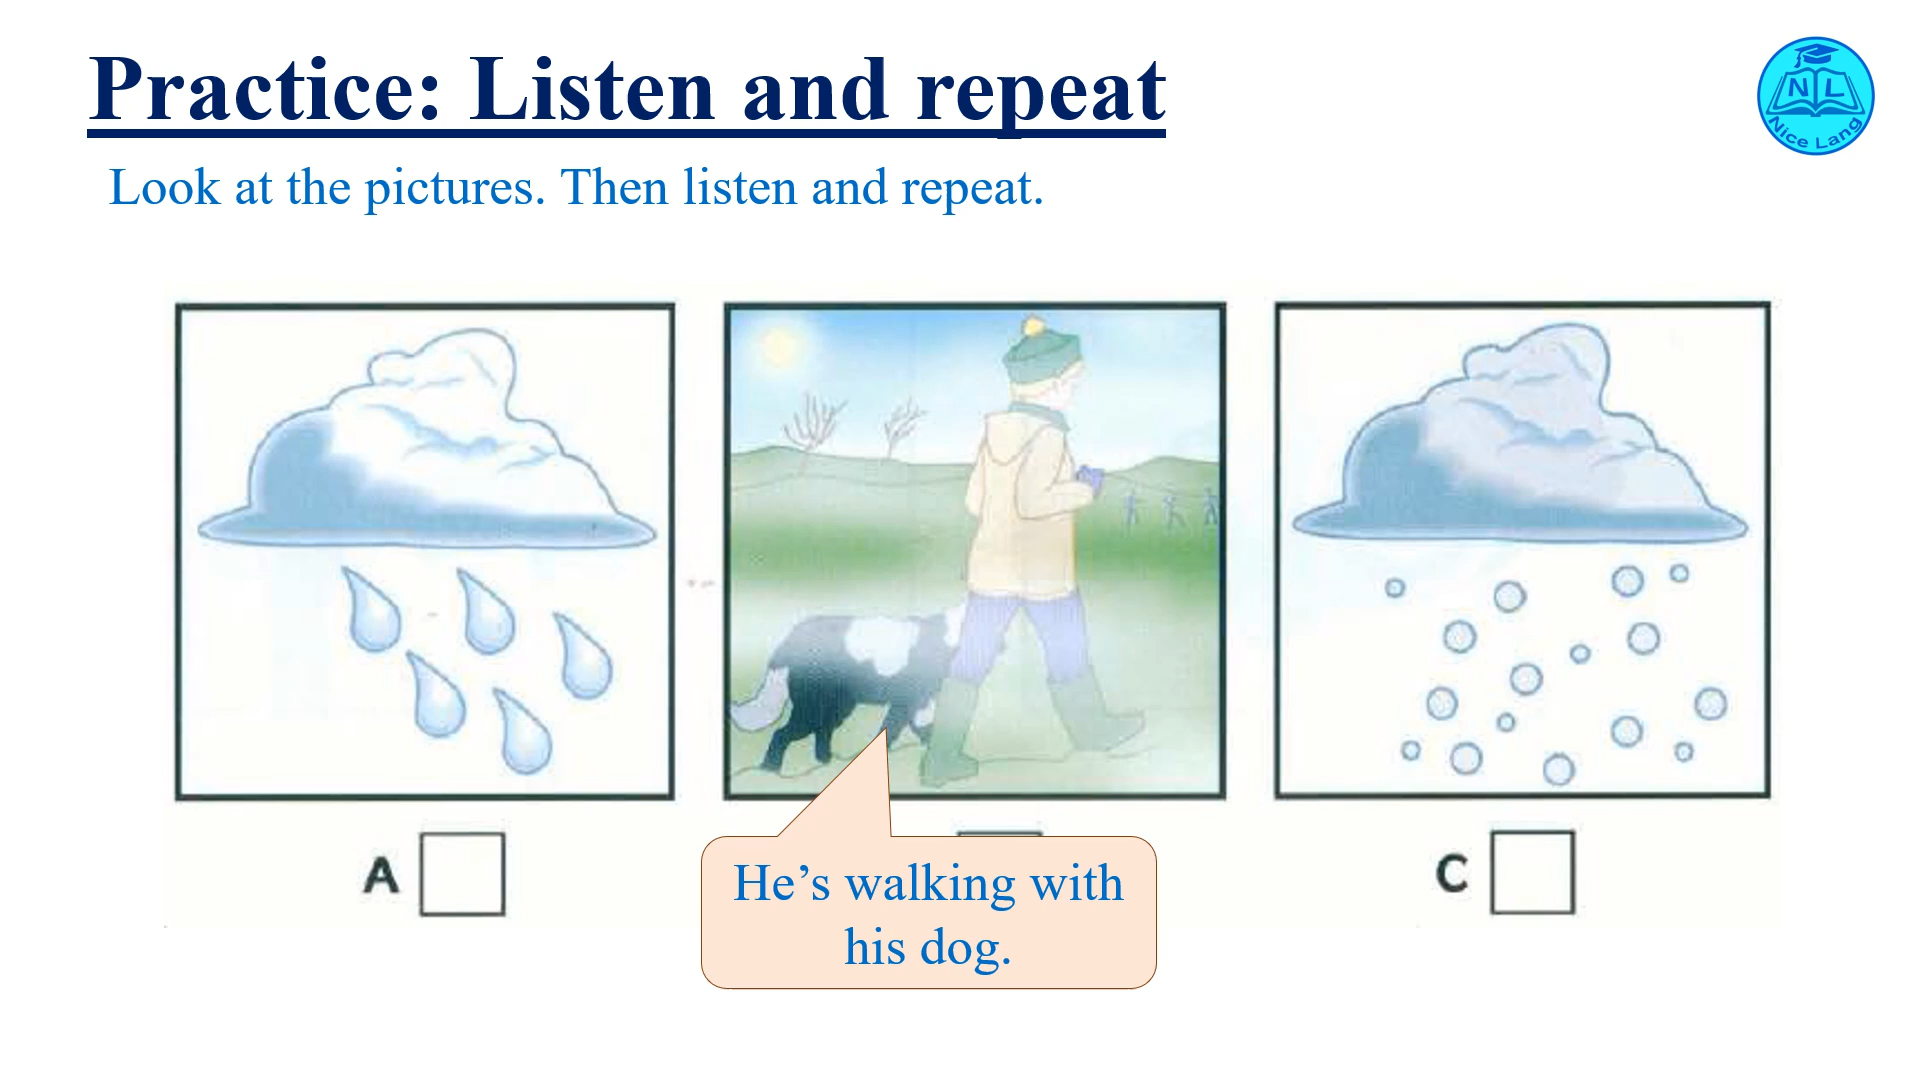 Practice: Listen and repeat
N L
Nice Lang
Look at the pictures. Then listen and repeat.
A
C
He’s walking with
his dog.